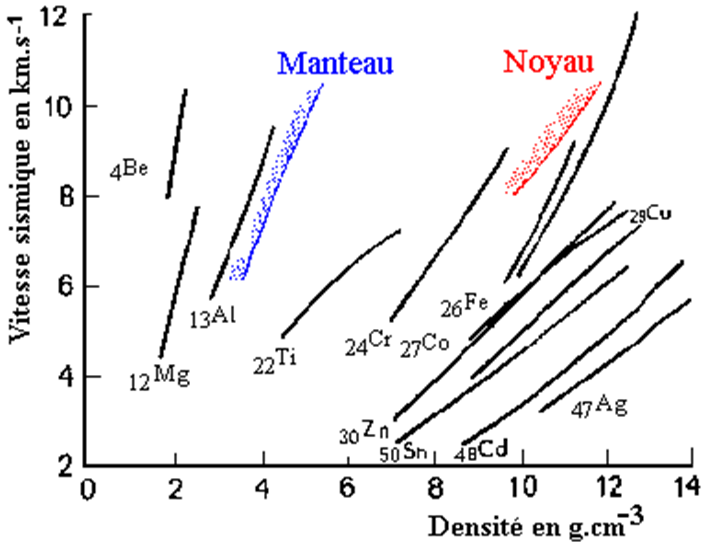 Vitesse sismique en km.s-1
12
10
8
6
4
2
Manteau
Noyau
4Be
12Mg
13Al
22Ti
24Cr
27Co
26Fe
29Cu
30Zn
50Sn
48Cd
47Ag
0 2 4 6 8 10 12 14
Densité en g.cm-3